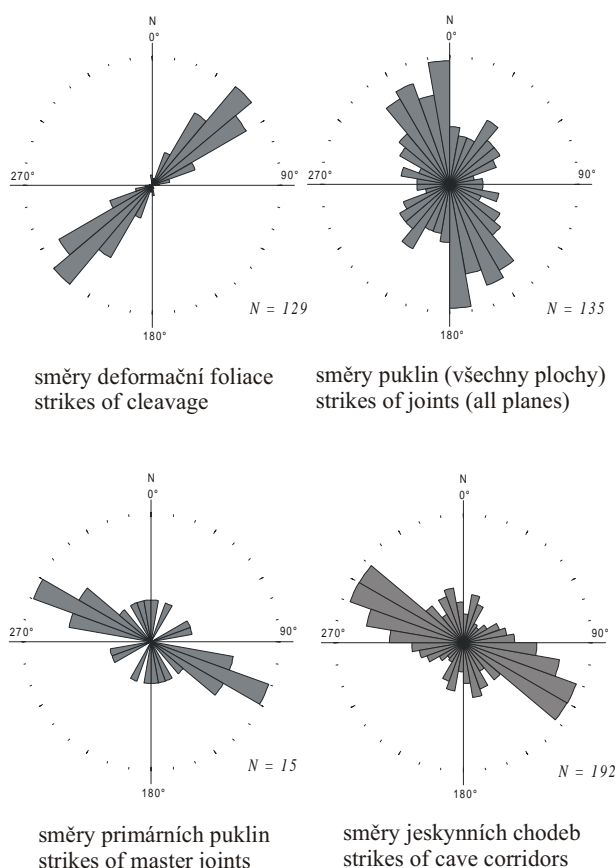 N
0°
270°
90°
180°
N = 129
směry deformační foliace
strikes of cleavage
N
0°
270°
90°
180°
N = 135
směry puklin (všechny plochy)
strikes of joints (all planes)
N
0°
270°
90°
180°
N = 15
směry primárních puklin
strikes of master joints
N
0°
270°
90°
180°
N = 192
směry jeskynních chodeb
strikes of cave corridors